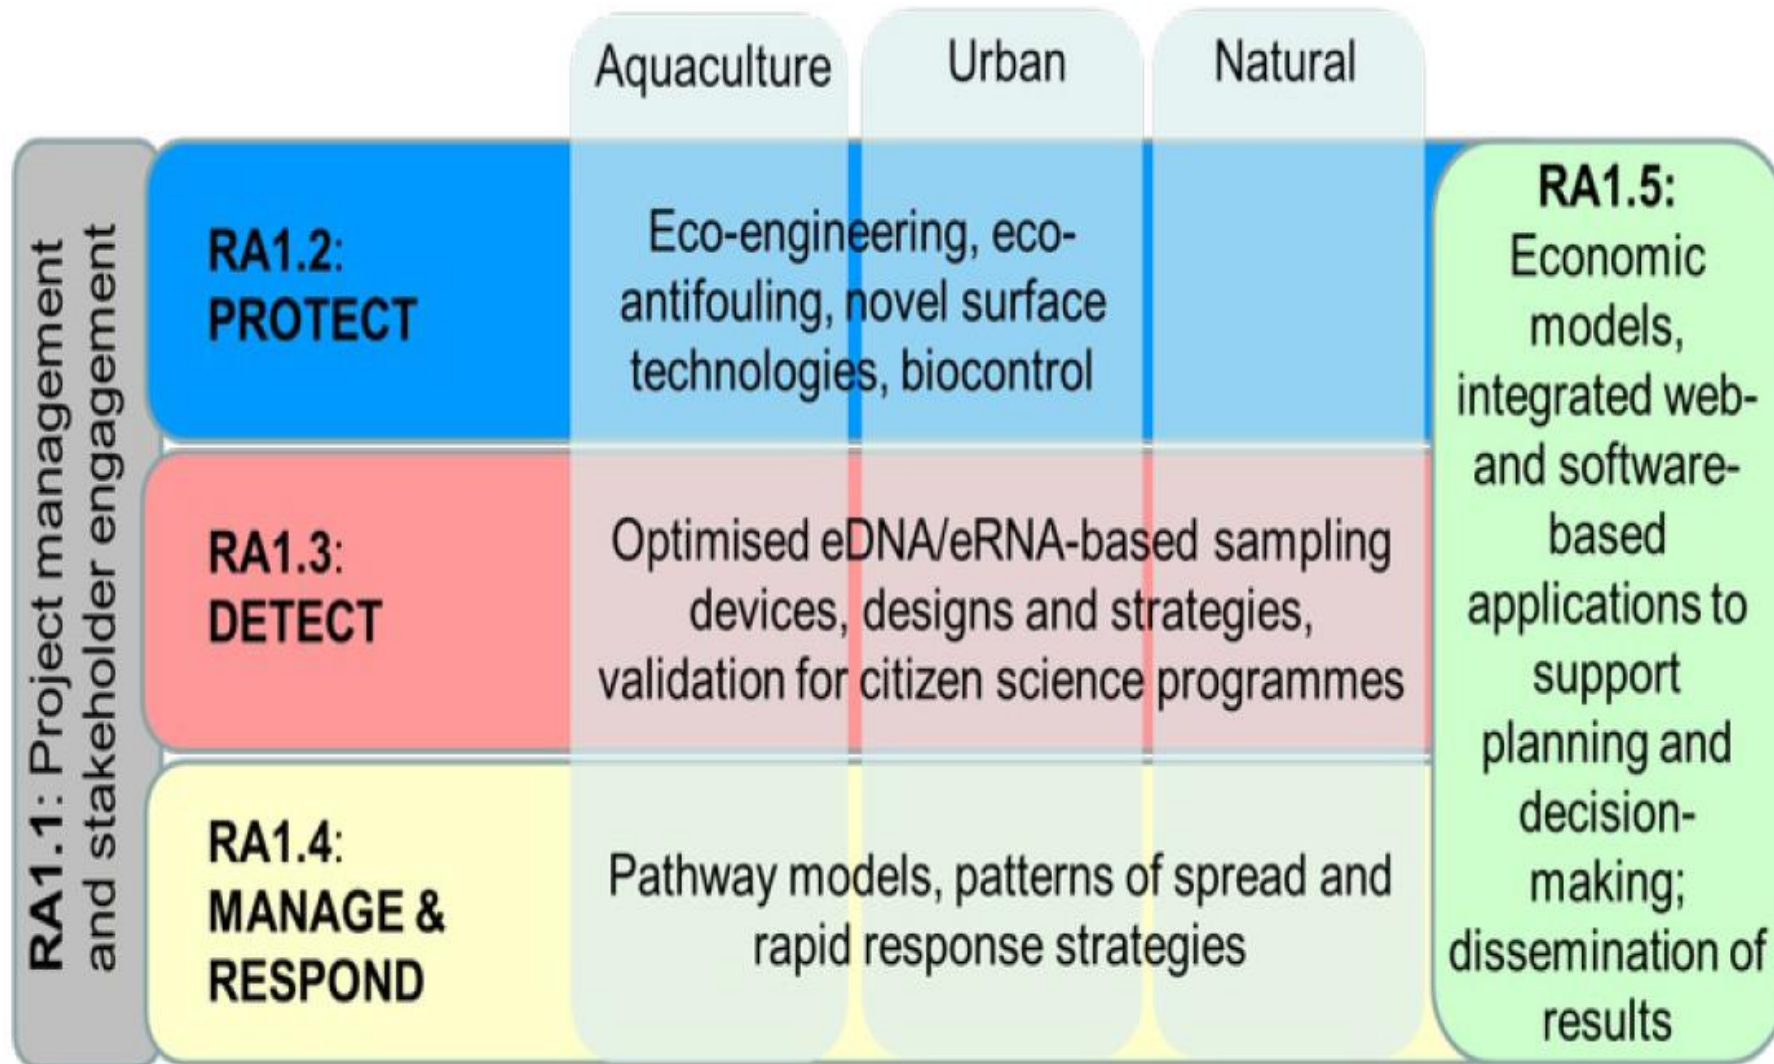 Aquaculture
Urban
Natural
RA1.1: Project management
and stakeholder engagement
RA1.2:
PROTECT
Eco-engineering, eco-
antifouling, novel surface
technologies, biocontrol
RA1.3:
DETECT
Optimised eDNA/eRNA-based sampling
devices, designs and strategies,
validation for citizen science programmes
RA1.4:
MANAGE &
RESPOND
Pathway models, patterns of spread and
rapid response strategies
RA1.5:
Economic
models,
integrated web-
and software-
based
applications to
support
planning and
decision-
making;
dissemination of
results